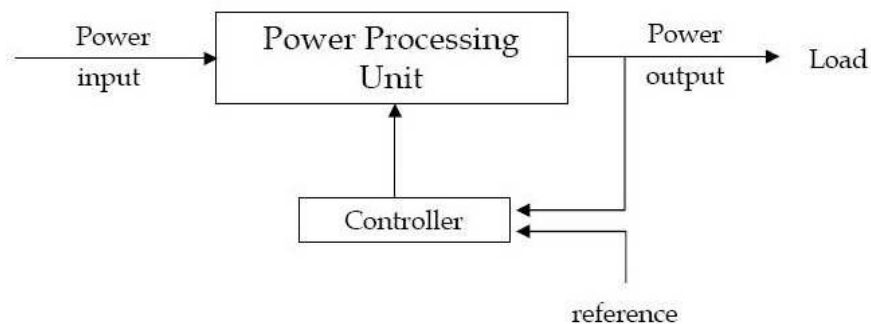 Power
input
Power Processing
Unit
Power
output
Load
Controller
reference